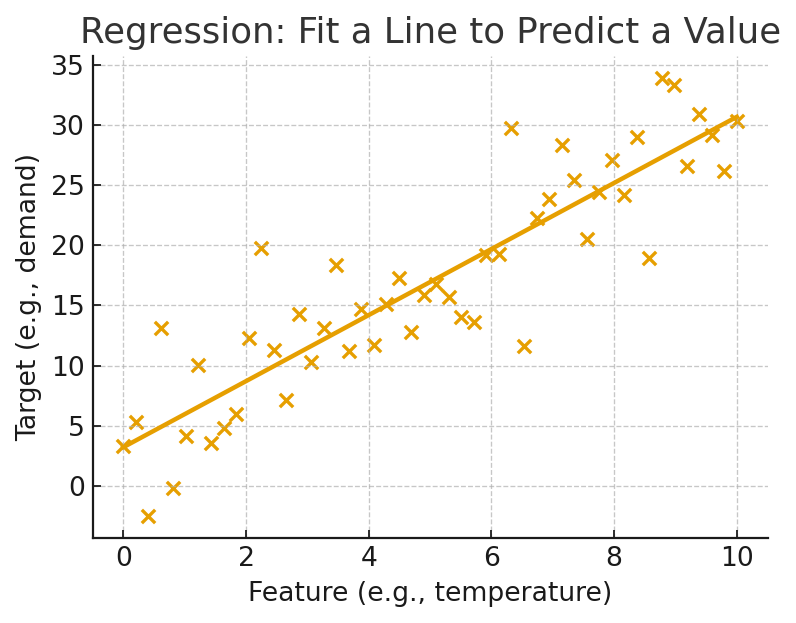 Regression: Fit a Line to Predict a Value
35
30
25
20
15
10
5
0
Target (e.g., demand)
0 2 4 6 8 10
Feature (e.g., temperature)